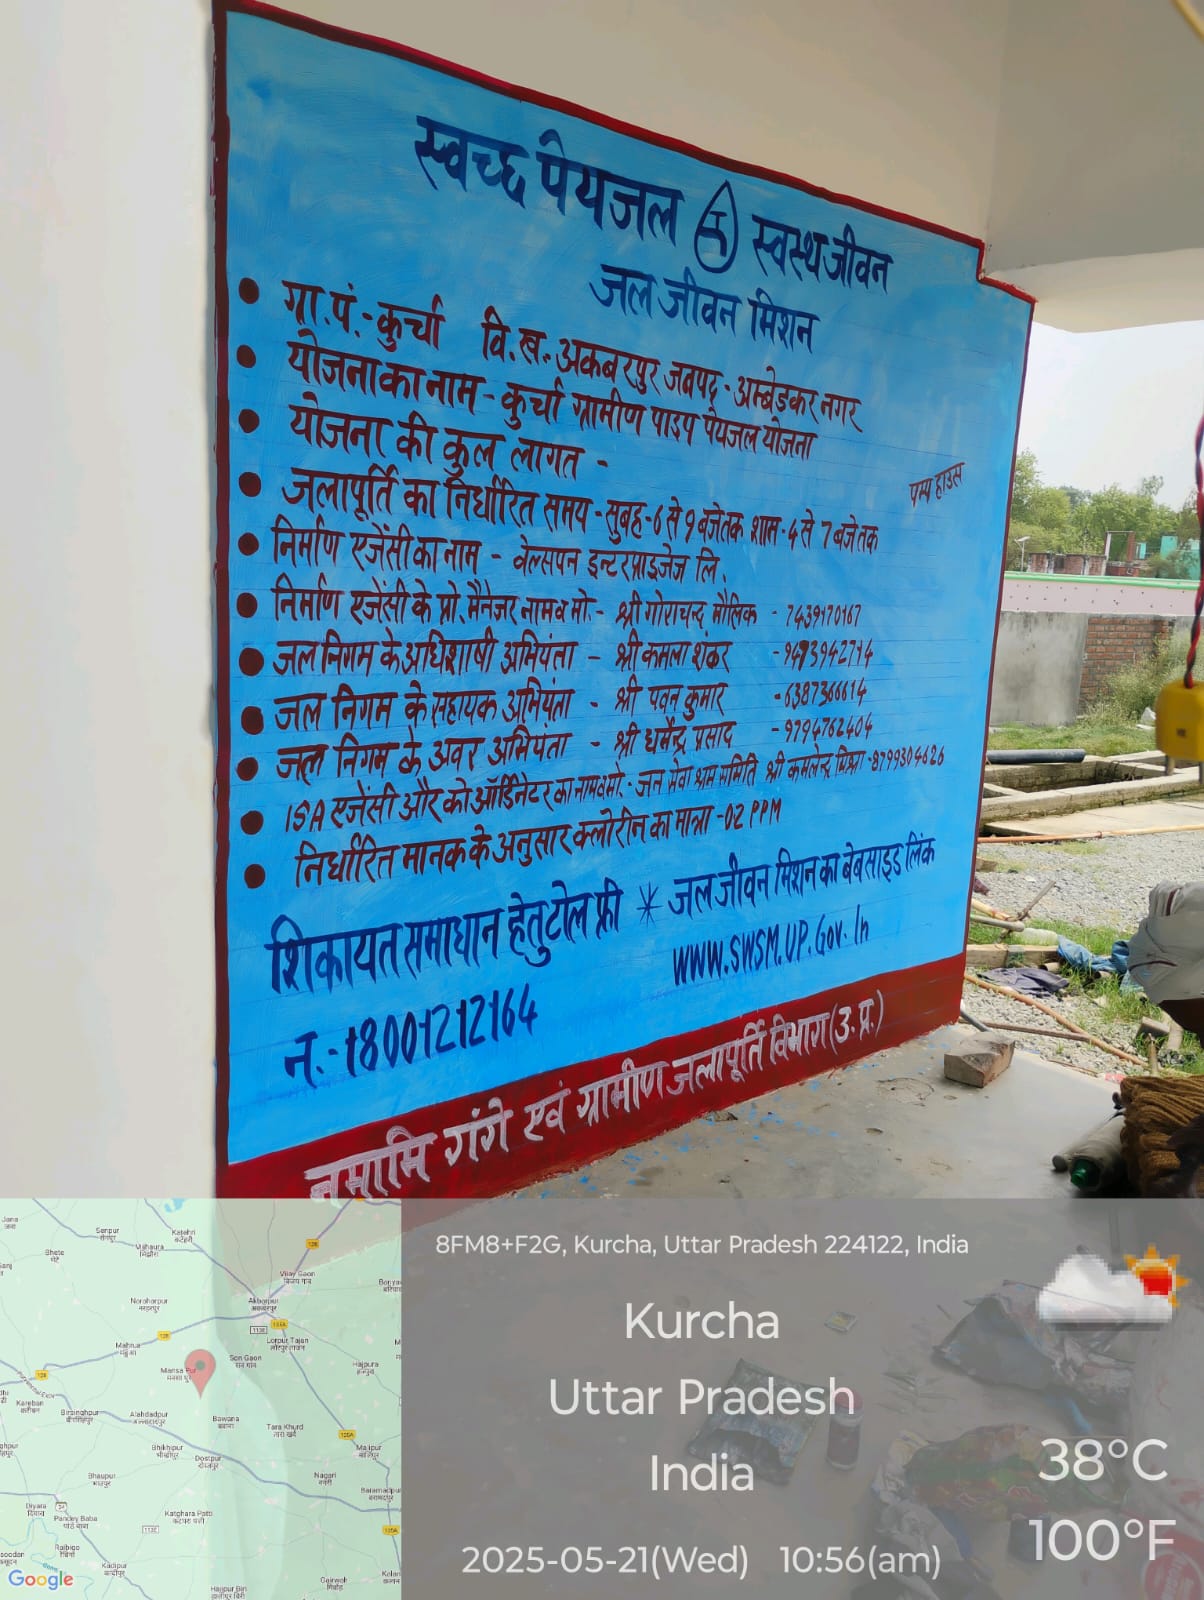 स्वच्छ पेयजल स्वस्थ जीवन
जल जीवन मिशन
• ग्रा.पं.-कुर्चा वि.ख.-अकबरपुर जनपद-अम्बेडकर नगर
• योजना का नाम - कुर्चा ग्रामीण पाइप पेयजल योजना
• योजना की कुल लागत -
पम्प हाउस
• जलापूर्ति का निर्धारित समय - सुबह-6 से 9 बजे तक शाम-4 से 7 बजे तक
• निर्माण एजेंसी का नाम - वेल्सपन इन्टरप्राइजेज लि.
• निर्माण एजेंसी के प्रो. मैनेजर नाम व मो.- श्री गोराचन्द मौलिक - 7439170167
• जल निगम के अधिशाषी अभियंता - श्री कमला शंकर - 9473942714
• जल निगम के सहायक अभियंता - श्री पवन कुमार - 6387366614
• जल निगम के अवर अभियंता - श्री धर्मेन्द्र प्रसाद - 9794762404
• ISA एजेंसी और को ऑर्डिनेटर का नाम व मो.- जन सेवा श्रम समिति श्री कमलेन्द्र मिश्रा - 8799304626
• निर्धारित मानक के अनुसार क्लोरीन का मात्रा - 02 PPM
शिकायत समाधान हेतु टोल फ्री * जल जीवन मिशन का बेबसाइड लिंक
न.:-18001212164 www.SWSM.UP.Gov.In
नमामि गंगे एवं ग्रामीण जलापूर्ति विभाग (उ.प्र.)
8FM8+F2G, Kurcha, Uttar Pradesh 224122, India
Kurcha
Uttar Pradesh
India
2025-05-21(Wed) 10:56(am)
38°C
100°F
Google